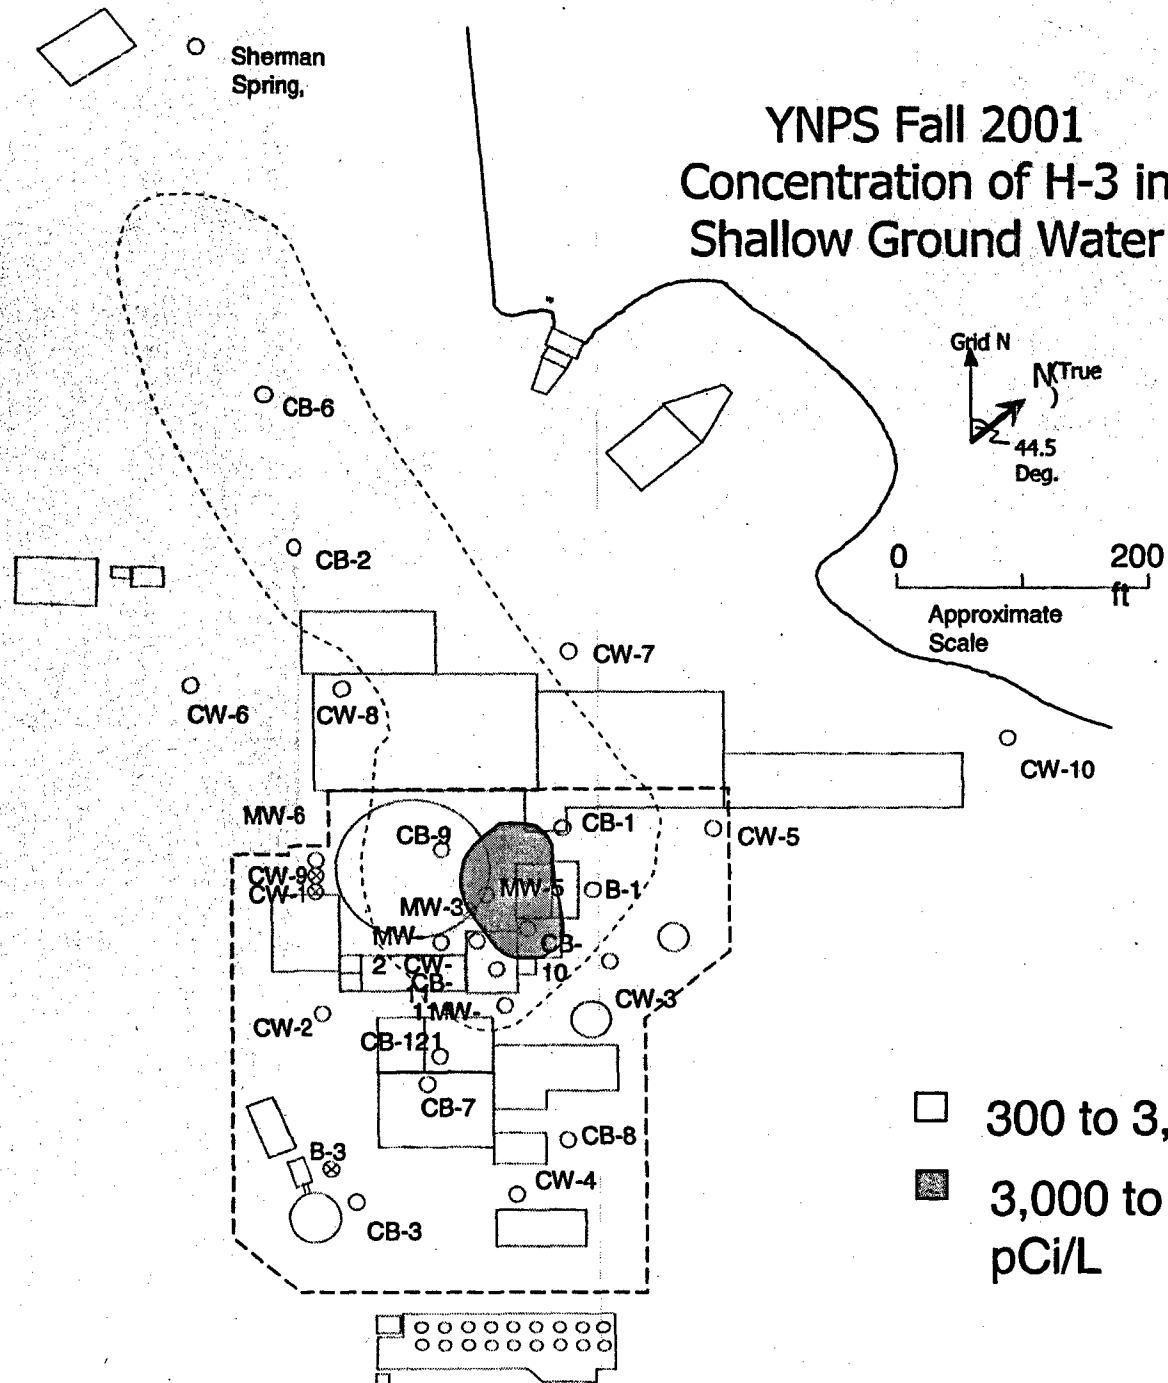 Sherman
Spring,
YNPS Fall 2001
Concentration of H-3 in
Shallow Ground Water
Grid N
N(True
)
44.5
Deg.
CB-6
CB-2
0 200
ft
Approximate
Scale
CW-7
CW-6
CW-8
CW-10
MW-6
CB-9
CB-1
CW-5
CW-9
CW-1
MW-5
B-1
MW-3
MW-
2
CW-
CB-
10
CB-
11
MW-
CW-3
CW-2
CB-121
CB-7
CB-8
B-3
CW-4
CB-3
300 to 3,
3,000 to
pCi/L